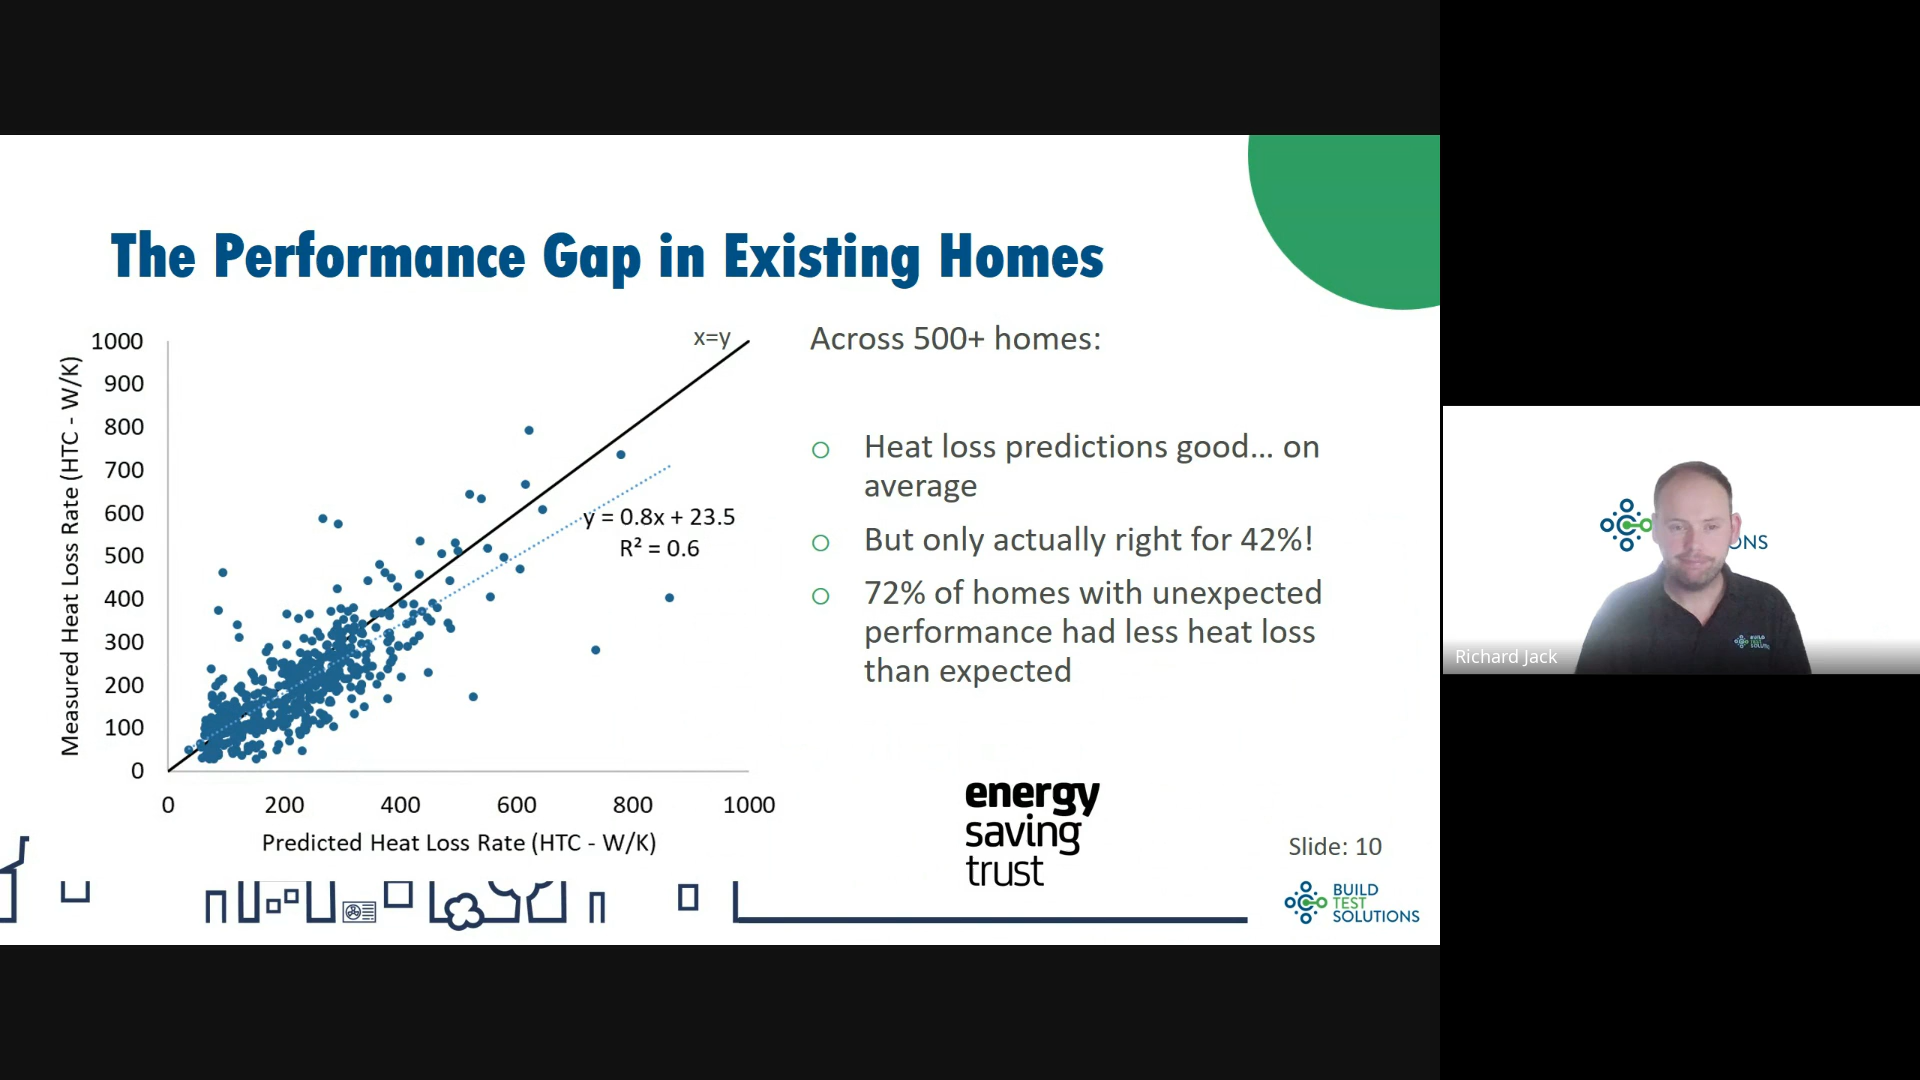 The Performance Gap in Existing Homes
1000
900
800
700
600
500
400
300
200
100
0
Measured Heat Loss Rate (HTC - W/K)
x=y
y = 0.8x + 23.5
R² = 0.6
0
200
400
600
800
1000
Predicted Heat Loss Rate (HTC - W/K)
Across 500+ homes:
Heat loss predictions good... on
average
But only actually right for 42%!
72% of homes with unexpected
performance had less heat loss
than expected
energy
saving
trust
Slide: 10
BUILD
TEST
SOLUTIONS
ONS
BUILD
TEST
Richard Jack